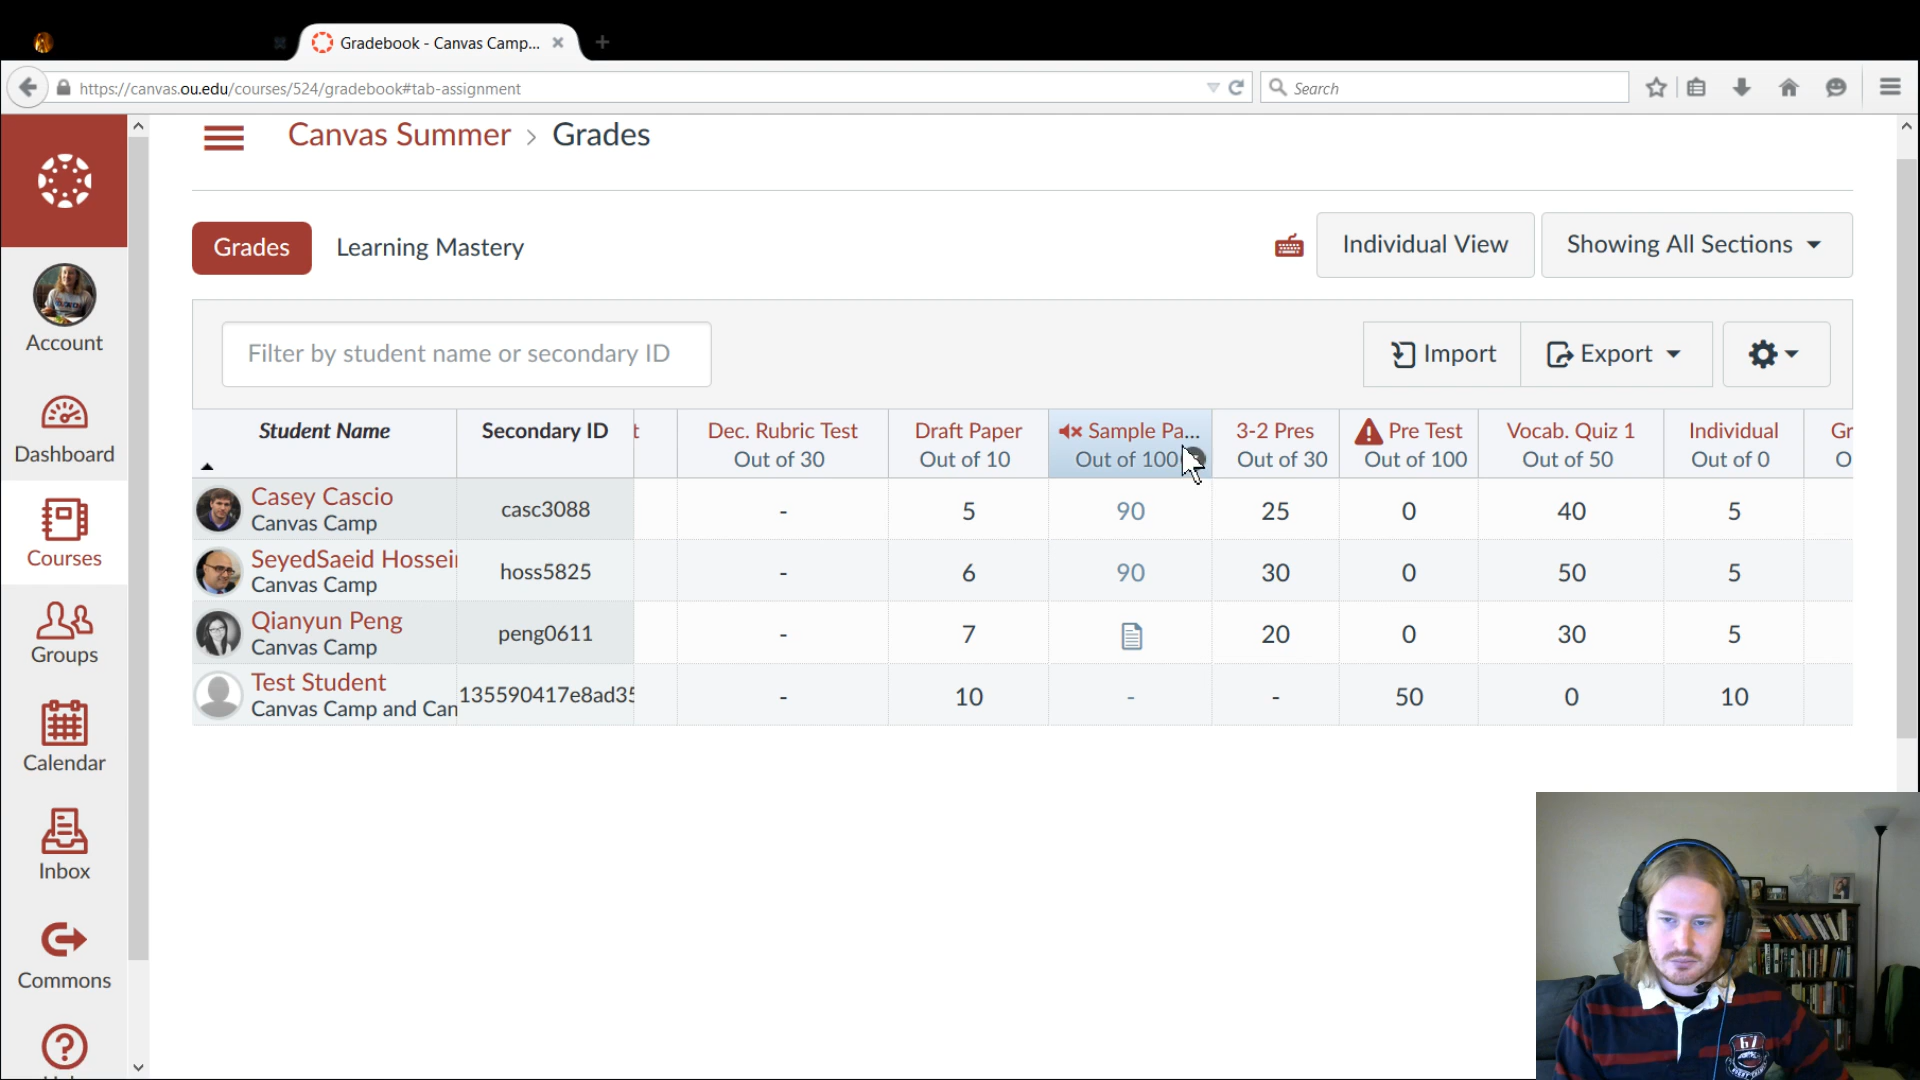 Gradebook - Canvas Camp...
https://canvas.ou.edu/courses/524/gradebook#tab-assignment
Search
Canvas Summer > Grades
Grades
Learning Mastery
Individual View
Showing All Sections
Filter by student name or secondary ID
Import
Export
Account
Dashboard
Courses
Groups
Calendar
Inbox
Commons
Student Name Secondary ID t Dec. Rubric Test Draft Paper Sample Pa... 3-2 Pres Pre Test Vocab. Quiz 1 Individual Gr
Out of 30 Out of 10 Out of 100 Out of 30 Out of 100 Out of 50 Out of 0 O
Casey Cascio
Canvas Camp
casc3088 - 5 90 25 0 40 5
SeyedSaeid Hossei
Canvas Camp
hoss5825 - 6 90 30 0 50 5
Qianyun Peng
Canvas Camp
peng0611 - 7 20 0 30 5
Test Student
Canvas Camp and Can
135590417e8ad35 - 10 - - 50 0 10
67